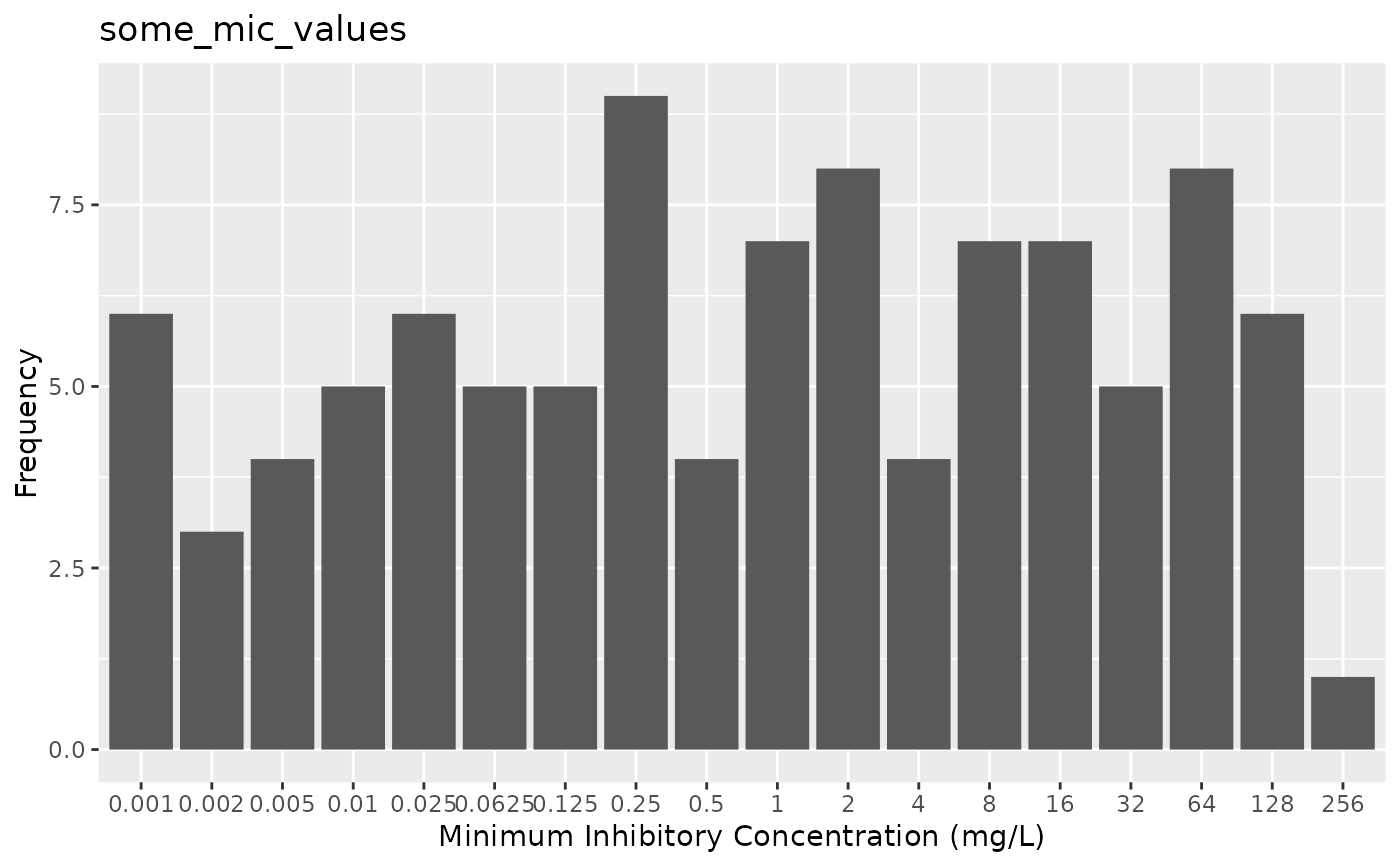 some_mic_values
Frequency
7.5
5.0
2.5
0.0
0.001 0.002 0.005 0.01 0.025 0.0625 0.125 0.25 0.5 1 2 4 8 16 32 64 128 256
Minimum Inhibitory Concentration (mg/L)